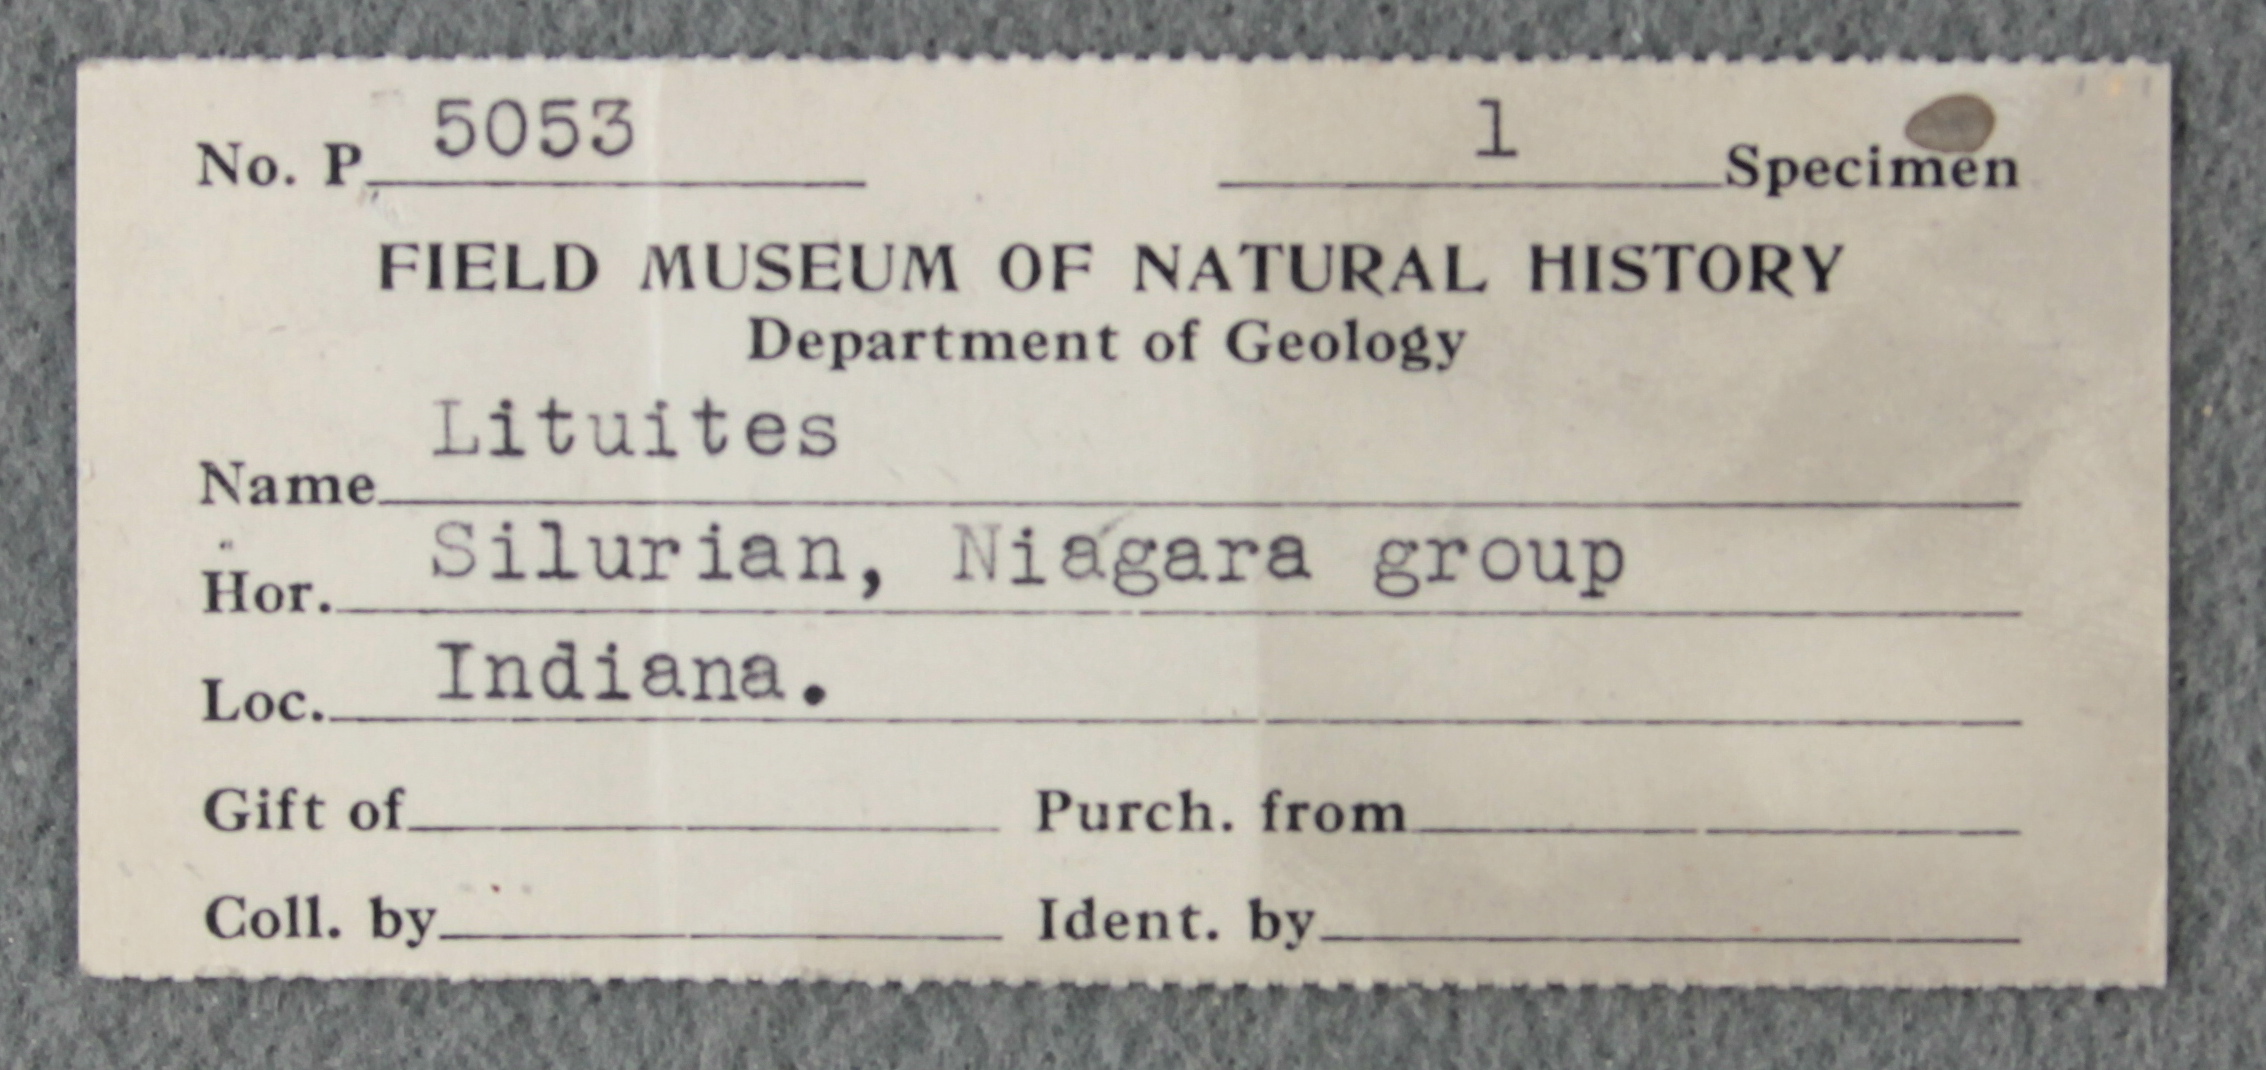 No. P 5053 1 Specimen
FIELD MUSEUM OF NATURAL HISTORY
Department of Geology
Name Lituites
Hor. Silurian, Niagara group
Loc. Indiana.
Gift of Purch. from
Coll. by Ident. by